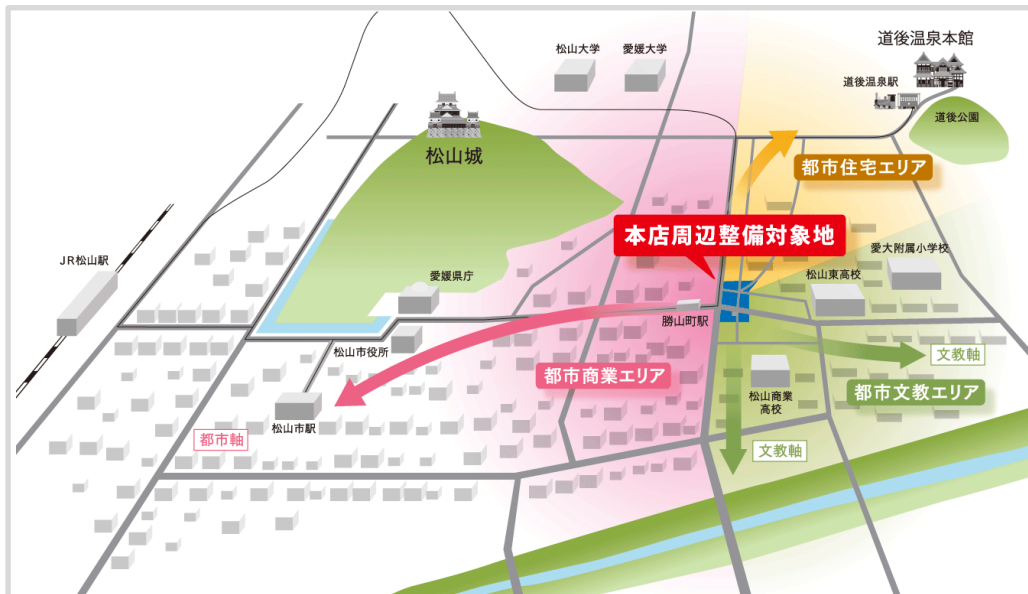 松山大学
愛媛大学
道後温泉本館
道後温泉駅
道後公園
松山城
都市住宅エリア
本店周辺整備対象地
愛大附属小学校
JR松山駅
愛媛県庁
松山東高校
勝山町駅
松山市役所
文教軸
都市商業エリア
都市文教エリア
松山商業
高校
松山市駅
都市軸
文教軸